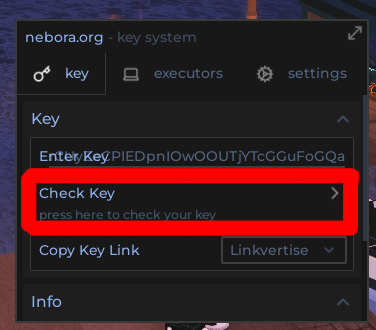 nebora.org - key system
key executors settings
Key
Enter Key
Check Key
press here to check your key
Copy Key Link Linkvertise
Info